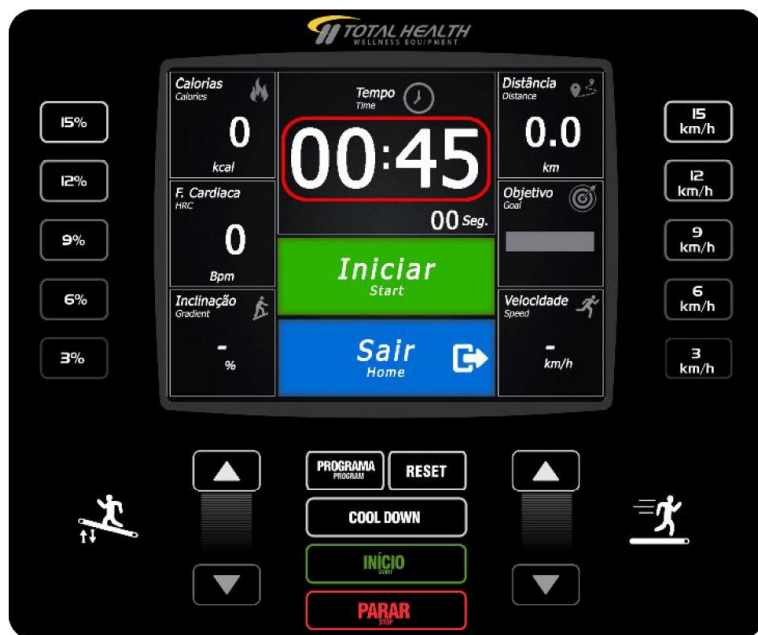 TOTAL HEALTH
WELLNESS EQUIPMENT
15%
12%
9%
6%
3%
Calorias
Calories
0
kcal
F. Cardiaca
HRC
0
Bpm
Inclinação
Gradient
-
%
Tempo
Time
00:45
00 Seg.
Iniciar
Start
Sair
Home
Distância
Distance
0.0
km
Objetivo
Goal
Velocidade
Speed
-
km/h
15
km/h
12
km/h
9
km/h
6
km/h
3
km/h
PROGRAMA
PROGRAM
RESET
COOL DOWN
INÍCIO
START
PARAR
STOP